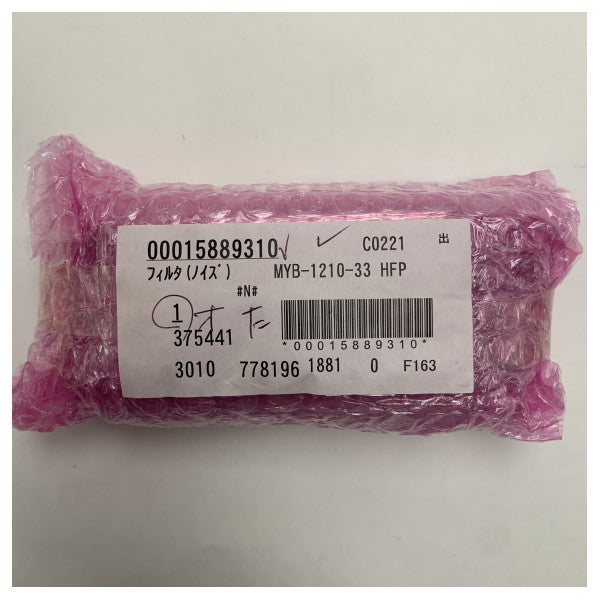 00015889310 C0221 出
フィルタ(ノイズ) MYB-1210-33 HFP
#N#
1 オ た
375441 *00015889310*
3010 778196 1881 0 F163